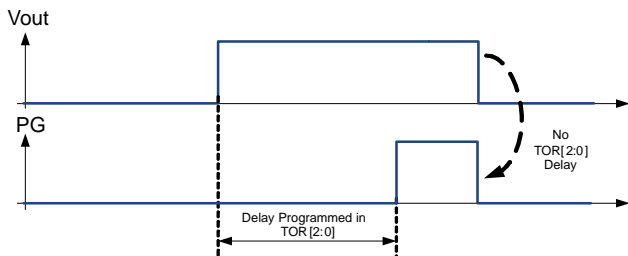 Vout
PG
No
TOR[2:0]
Delay
Delay Programmed in
TOR[2:0]